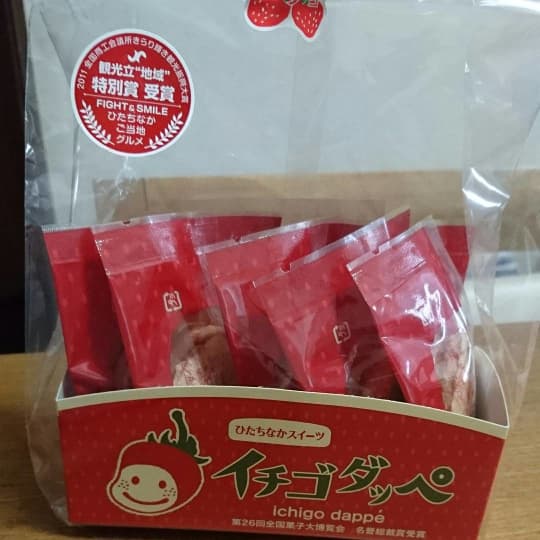 2011 全国商工会議所きらり輝き観光振興大賞
観光立“地域”
特別賞 受賞
FIGHT & SMILE
ひたちなか
ご当地
グルメ
プラ
ひたちなかスイーツ
イチゴダッペ
ichigo dappé
第26回全国菓子大博覧会 名誉総裁賞受賞